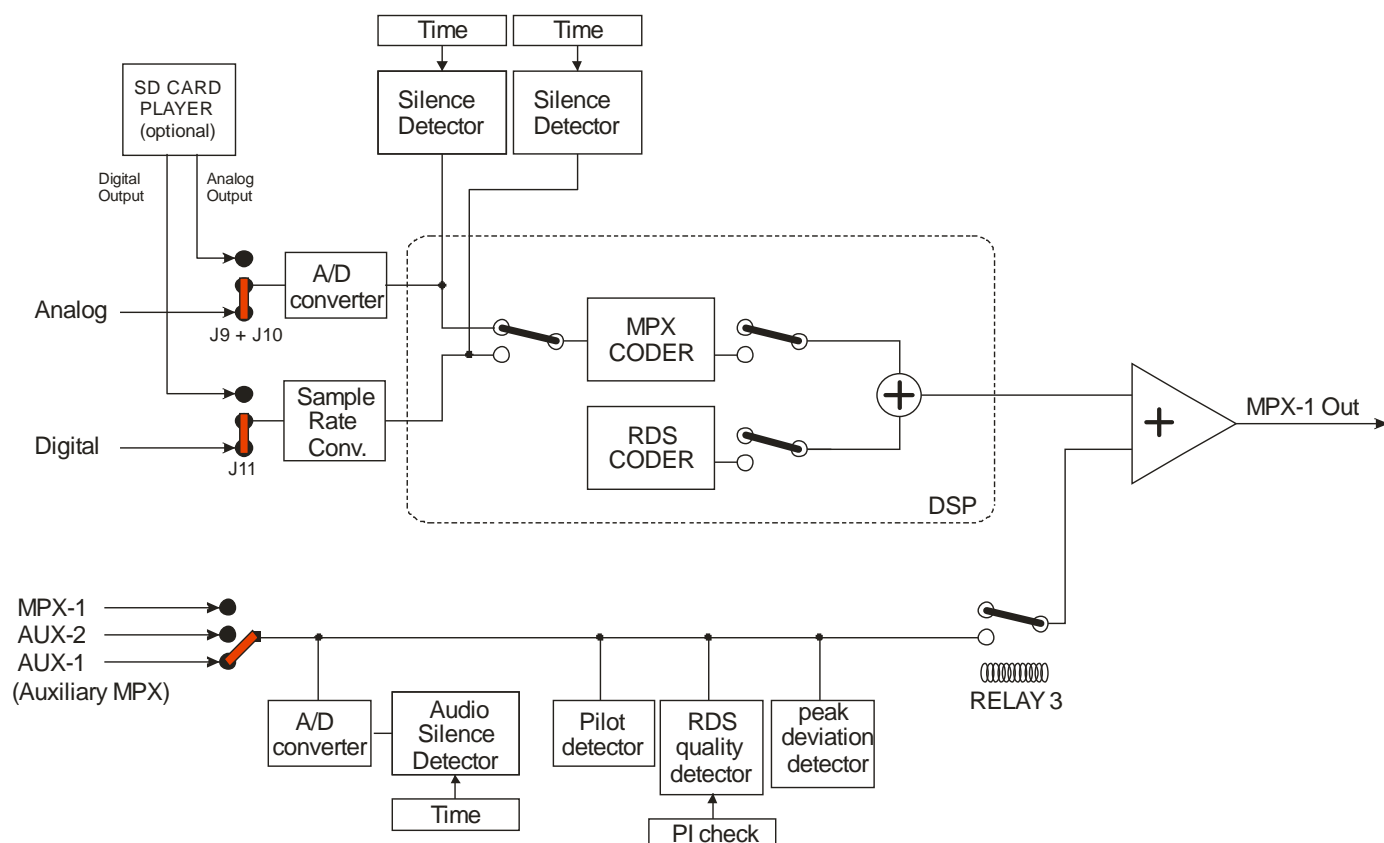 Time
Time
SD CARD
PLAYER
(optional)
Silence
Detector
Silence
Detector
Digital
Output
Analog
Output
A/D
converter
Analog
J9 + J10
MPX
CODER
Sample
Rate
Conv.
Digital
J11
RDS
CODER
+
+
MPX-1 Out
DSP
MPX-1
AUX-2
AUX-1
(Auxiliary MPX)
RELAY 3
A/D
converter
Audio
Silence
Detector
Pilot
detector
RDS
quality
detector
peak
deviation
detector
Time
PI check